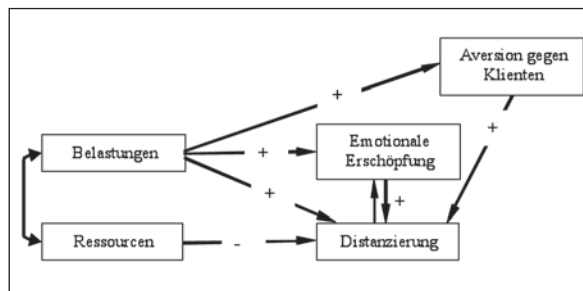 Aversion gegen
Klienten
+
+
Emotionale
Erschöpfung
Belastungen
+
+
+
Ressourcen
-
Distanzierung